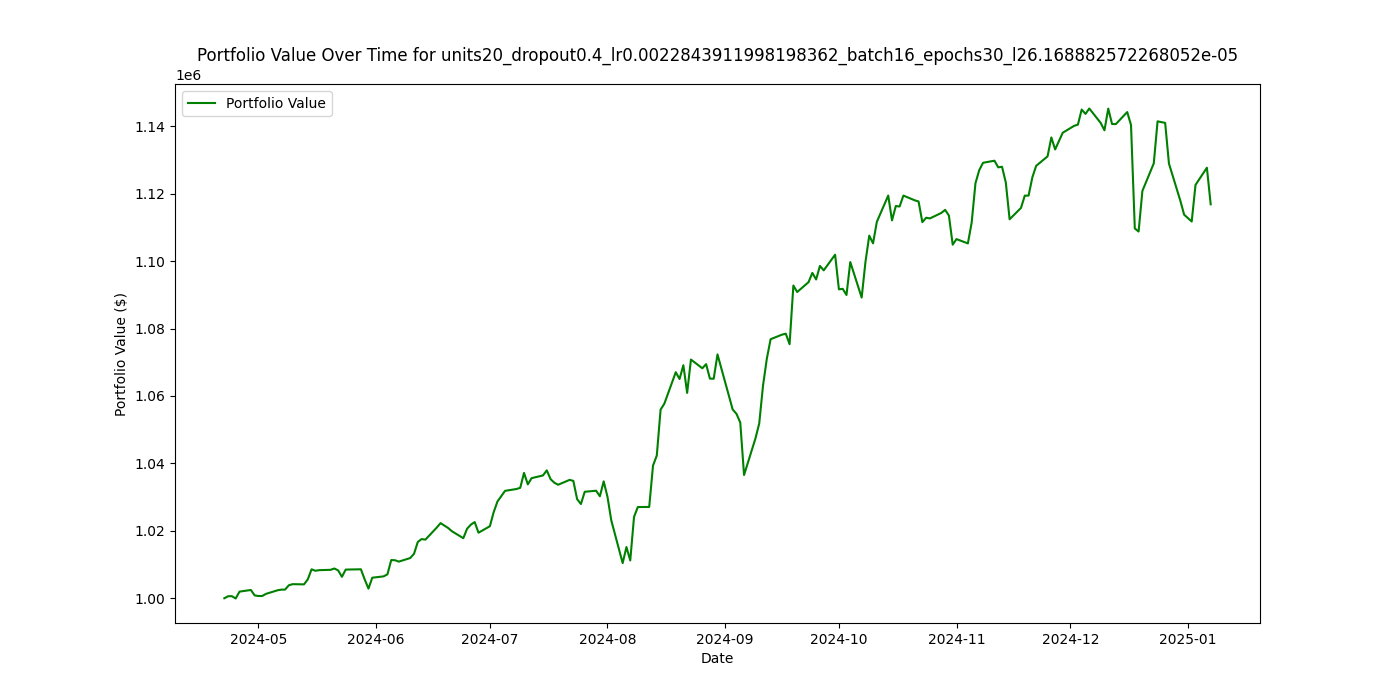 Portfolio Value Over Time for units20_dropout0.4_lr0.0022843911998198362_batch16_epochs30_l26.168882572268052e-05
1e6
Portfolio Value
1.14
1.12
1.10
1.08
1.06
1.04
1.02
1.00
Portfolio Value ($)
2024-05 2024-06 2024-07 2024-08 2024-09 2024-10 2024-11 2024-12 2025-01
Date